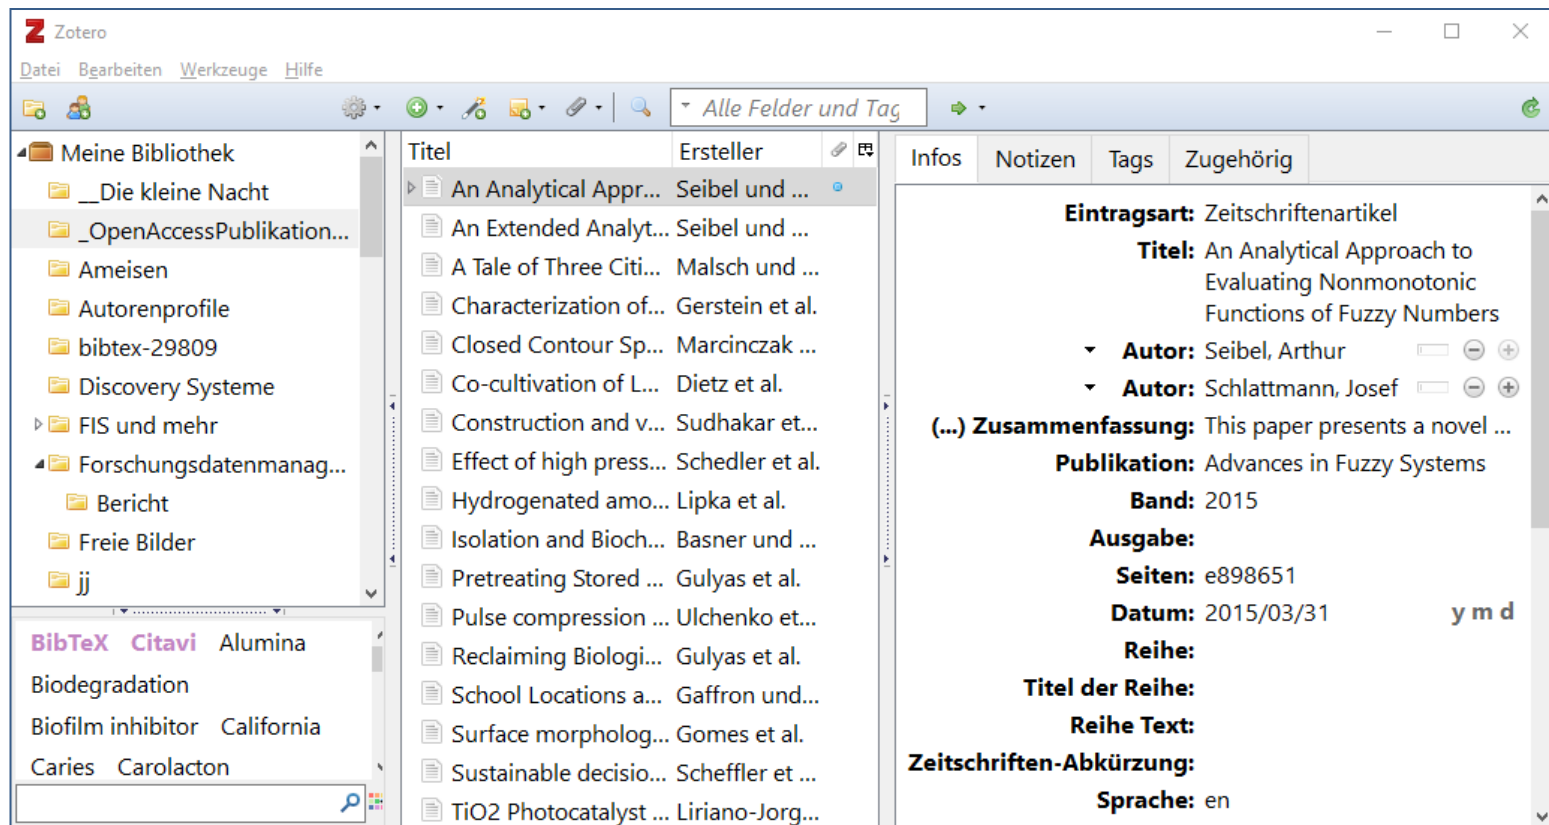 Zotero
Datei Bearbeiten Werkzeuge Hilfe
Alle Felder und Tag
Meine Bibliothek
__Die kleine Nacht
_OpenAccessPublikation...
Ameisen
Autorenprofile
bibtex-29809
Discovery Systeme
FIS und mehr
Forschungsdatenmanag...
Bericht
Freie Bilder
jj
BibTeX Citavi Alumina
Biodegradation
Biofilm inhibitor California
Caries Carolacton
Titel Ersteller
An Analytical Appr... Seibel und ...
An Extended Analyt... Seibel und ...
A Tale of Three Citi... Malsch und ...
Characterization of... Gerstein et al.
Closed Contour Sp... Marcinczak ...
Co-cultivation of L... Dietz et al.
Construction and v... Sudhakar et...
Effect of high press... Schedler et al.
Hydrogenated amo... Lipka et al.
Isolation and Bioch... Basner und ...
Pretreating Stored ... Gulyas et al.
Pulse compression ... Ulchenko et...
Reclaiming Biologi... Gulyas et al.
School Locations a... Gaffron und...
Surface morpholog... Gomes et al.
Sustainable decisio... Scheffler et ...
TiO2 Photocatalyst ... Liriano-Jorg...
Infos Notizen Tags Zugehörig
Eintragsart: Zeitschriftenartikel
Titel: An Analytical Approach to
Evaluating Nonmonotonic
Functions of Fuzzy Numbers
Autor: Seibel, Arthur
Autor: Schlattmann, Josef
(...) Zusammenfassung: This paper presents a novel ...
Publikation: Advances in Fuzzy Systems
Band: 2015
Ausgabe:
Seiten: e898651
Datum: 2015/03/31 y m d
Reihe:
Titel der Reihe:
Reihe Text:
Zeitschriften-Abkürzung:
Sprache: en